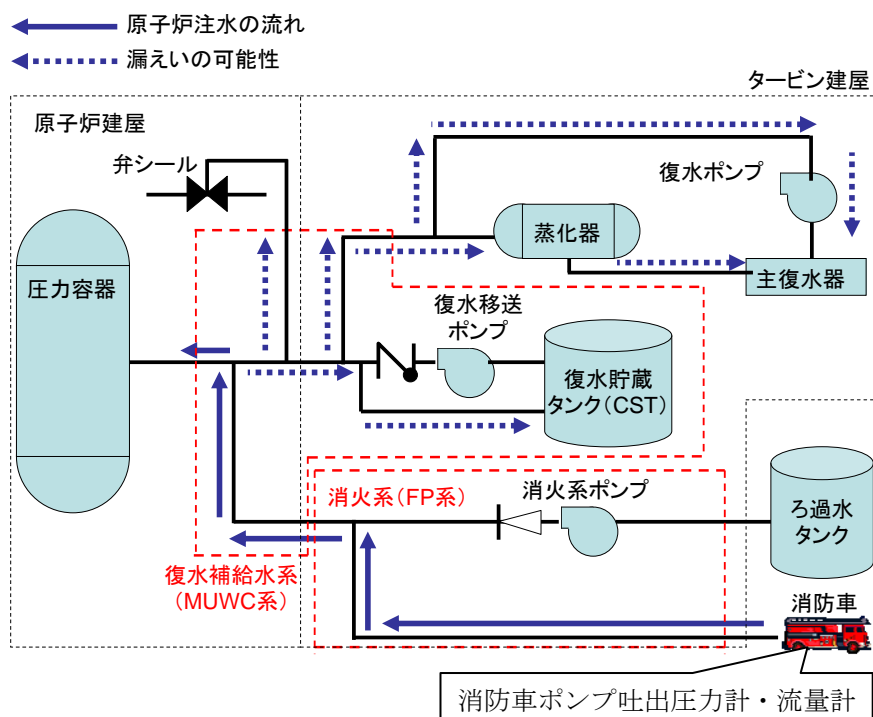 原子炉注水の流れ
漏えいの可能性
タービン建屋
原子炉建屋
弁シール
復水ポンプ
蒸化器
主復水器
圧力容器
復水移送
ポンプ
復水貯蔵
タンク(CST)
消火系(FP系)
消火系ポンプ
ろ過水
タンク
復水補給水系
(MUWC系)
消防車
消防車ポンプ吐出圧力計・流量計